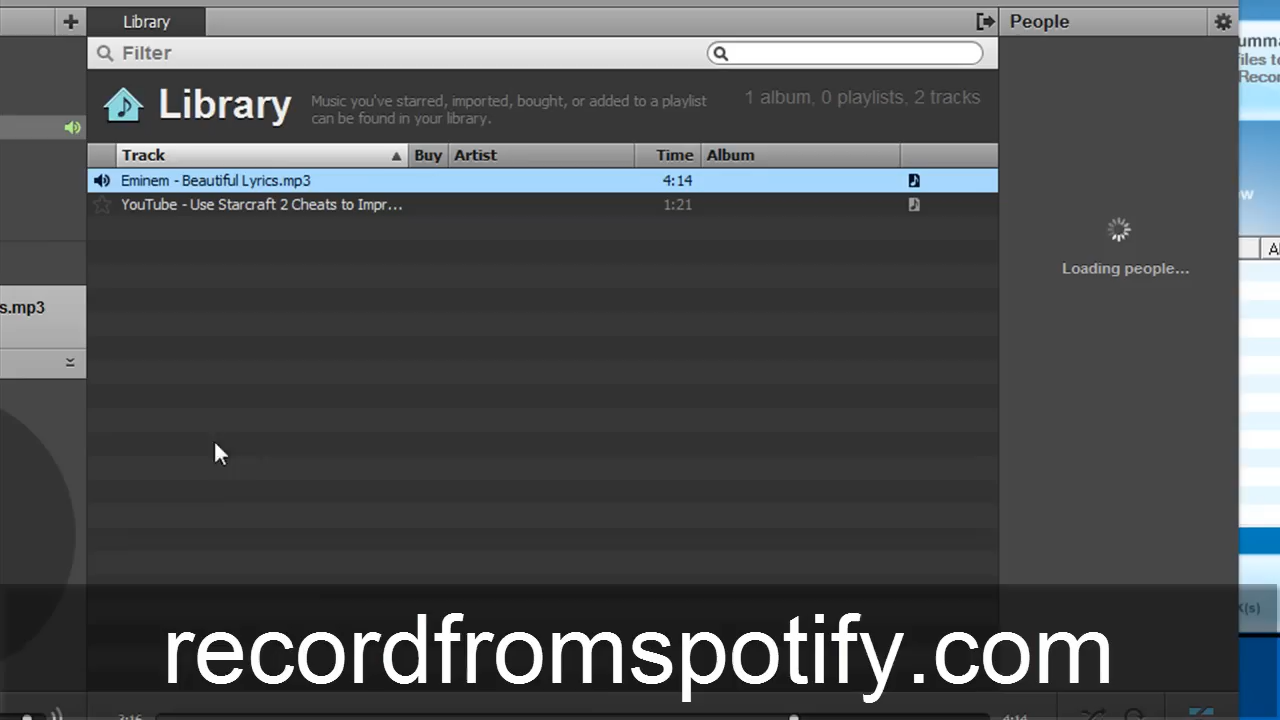 Library
People
Filter
Library
Music you've starred, imported, bought, or added to a playlist
can be found in your library.
1 album, 0 playlists, 2 tracks
Track Buy Artist Time Album
Eminem - Beautiful Lyrics.mp3 4:14
YouTube - Use Starcraft 2 Cheats to Impr... 1:21
Loading people...
s.mp3
recordfromspotify.com